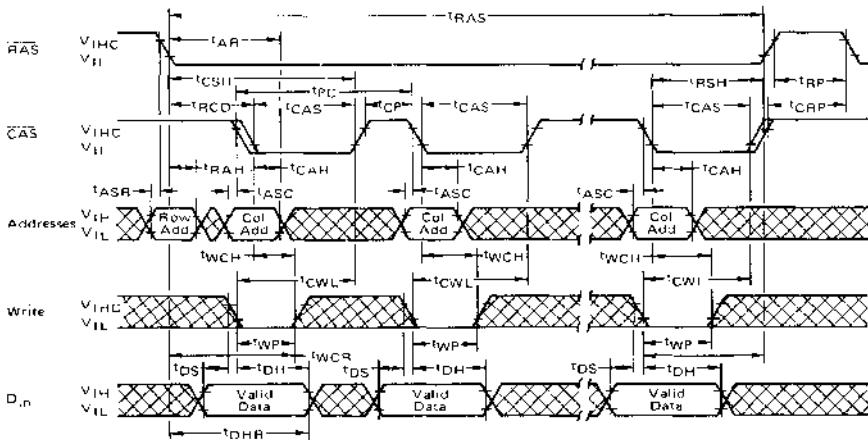 tRAS
tAR
RAS
VIHC
VIL
tCSH
tPC
tRSH
tRP
tRCD
tCAS
tCP
tCAS
tCAS
tCRP
CAS
VIHC
VIL
tRAH
tCAH
tCAH
tCAH
tASR
tASC
tASC
tASC
Addresses
VIH
VIL
Row Add
Col Add
Col Add
Col Add
tWCH
tWCH
tWCH
tCWL
tCWL
tCWL
Write
VIHC
VIL
tWP
tWP
tWP
tWCR
tDS
tDH
tDS
tDH
tDS
tDH
Din
VIH
VIL
Valid Data
Valid Data
Valid Data
tDHR